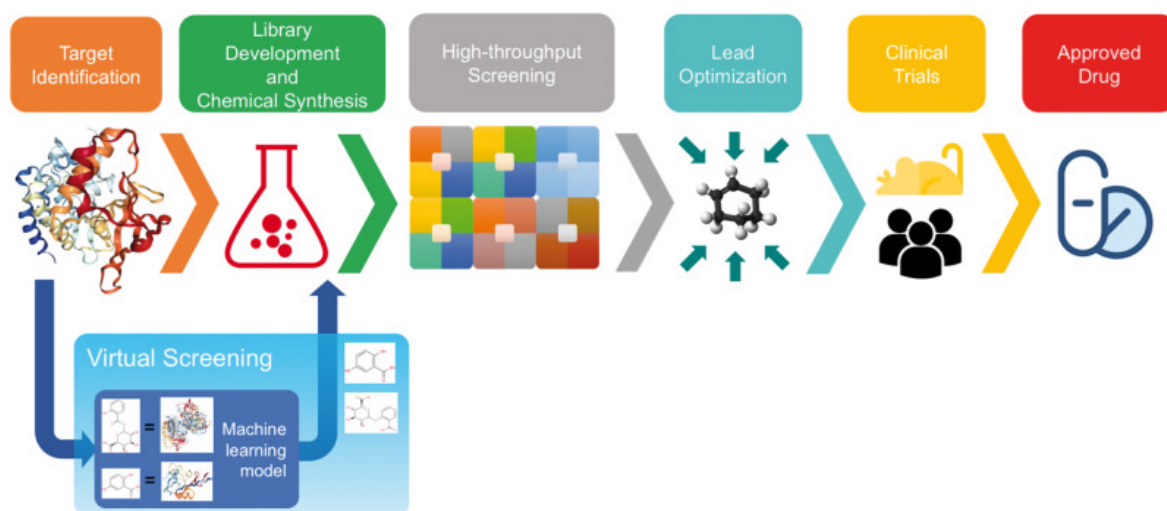 Target
Identification
Library
Development
and
Chemical Synthesis
High-throughput
Screening
Lead
Optimization
Clinical
Trials
Approved
Drug
Virtual Screening
Machine
learning
model